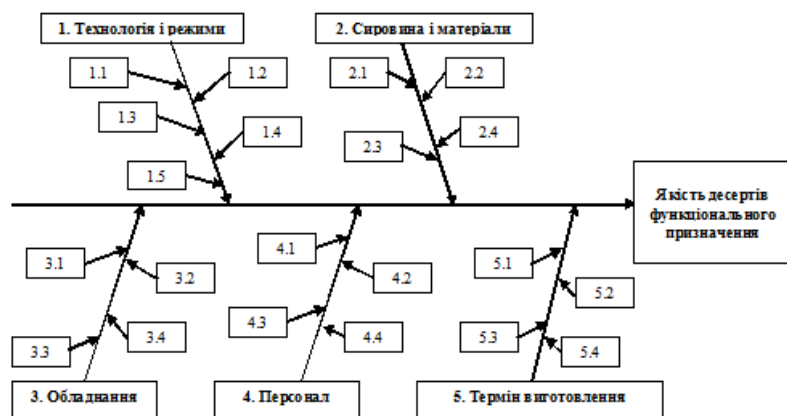 1. Технологія і режими
2. Сировина і матеріали
1.1
1.2
2.1
2.2
1.3
1.4
2.3
2.4
1.5
Якість десертів
функціонального
призначення
3.1
3.2
4.1
4.2
5.1
5.2
3.3
3.4
4.3
4.4
5.3
5.4
3. Обладнання
4. Персонал
5. Термін виготовлення